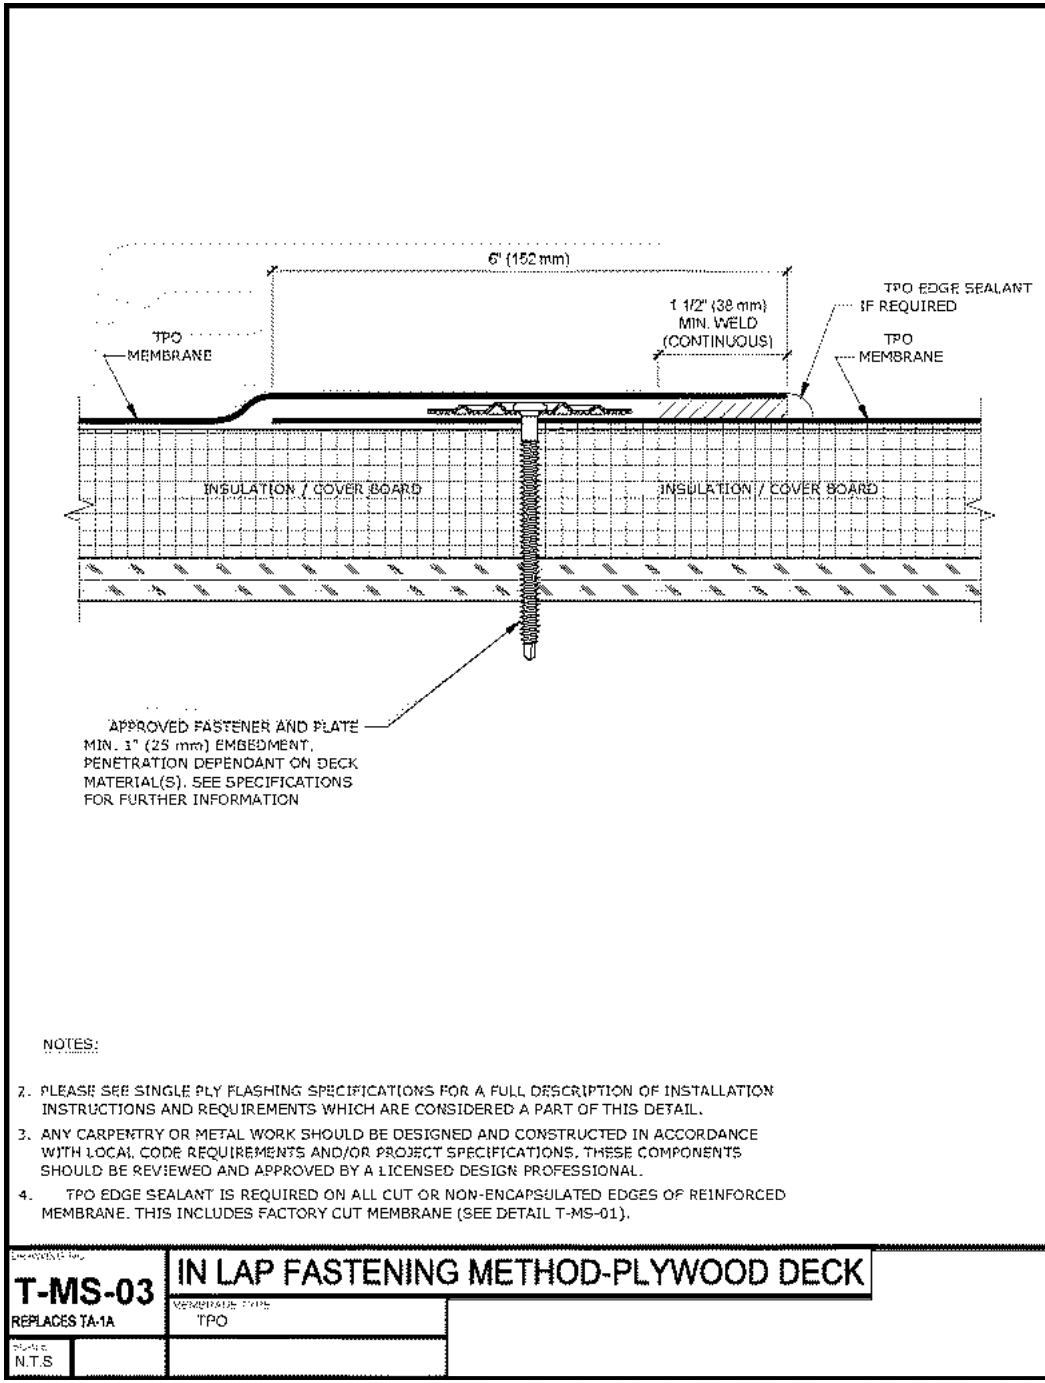 6" (152 mm)
TPO EDGE SEALANT
IF REQUIRED
1 1/2" (38 mm)
MIN. WELD
(CONTINUOUS)
TPO
MEMBRANE
TPO
MEMBRANE
INSULATION / COVER BOARD
INSULATION / COVER BOARD
APPROVED FASTENER AND PLATE
MIN. 1" (25 mm) EMBEDMENT,
PENETRATION DEPENDANT ON DECK
MATERIAL(S). SEE SPECIFICATIONS
FOR FURTHER INFORMATION
NOTES:
2. PLEASE SEE SINGLE PLY FLASHING SPECIFICATIONS FOR A FULL DESCRIPTION OF INSTALLATION
INSTRUCTIONS AND REQUIREMENTS WHICH ARE CONSIDERED A PART OF THIS DETAIL.
3. ANY CARPENTRY OR METAL WORK SHOULD BE DESIGNED AND CONSTRUCTED IN ACCORDANCE
WITH LOCAL CODE REQUIREMENTS AND/OR PROJECT SPECIFICATIONS. THESE COMPONENTS
SHOULD BE REVIEWED AND APPROVED BY A LICENSED DESIGN PROFESSIONAL.
4. TPO EDGE SEALANT IS REQUIRED ON ALL CUT OR NON-ENCAPSULATED EDGES OF REINFORCED
MEMBRANE. THIS INCLUDES FACTORY CUT MEMBRANE (SEE DETAIL T-MS-01).
DRAWING NO.
T-MS-03
REPLACES TA-1A
IN LAP FASTENING METHOD-PLYWOOD DECK
MEMBRANE TYPE
TPO
SCALE
N.T.S